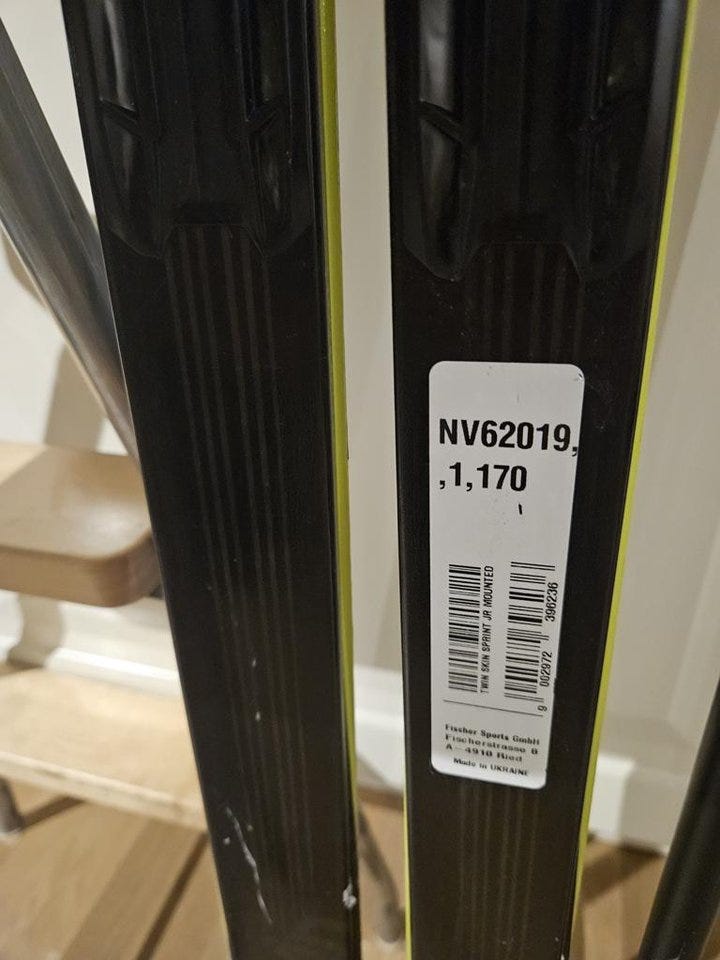 NV62019,
,1,170
TWIN SKIN SPRINT JR MOUNTED
9 002972 396236
Fischer Sports GmbH
Fischerstrasse 8
A - 4910 Ried
Made in UKRAINE